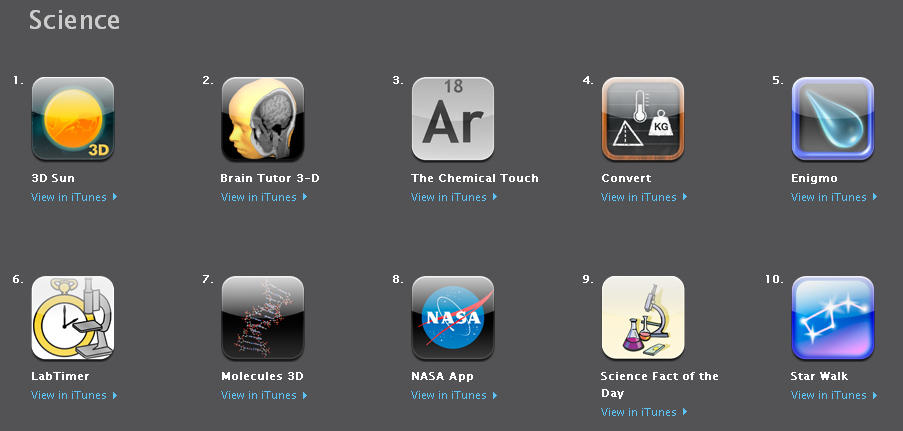 Science
1.
2.
3.
4.
5.
3D
18
Ar
KG
3D Sun
Brain Tutor 3-D
The Chemical Touch
Convert
Enigmo
View in iTunes
View in iTunes
View in iTunes
View in iTunes
View in iTunes
6.
7.
8.
9.
10.
NASA
LabTimer
Molecules 3D
NASA App
Science Fact of the
Day
Star Walk
View in iTunes
View in iTunes
View in iTunes
View in iTunes
View in iTunes